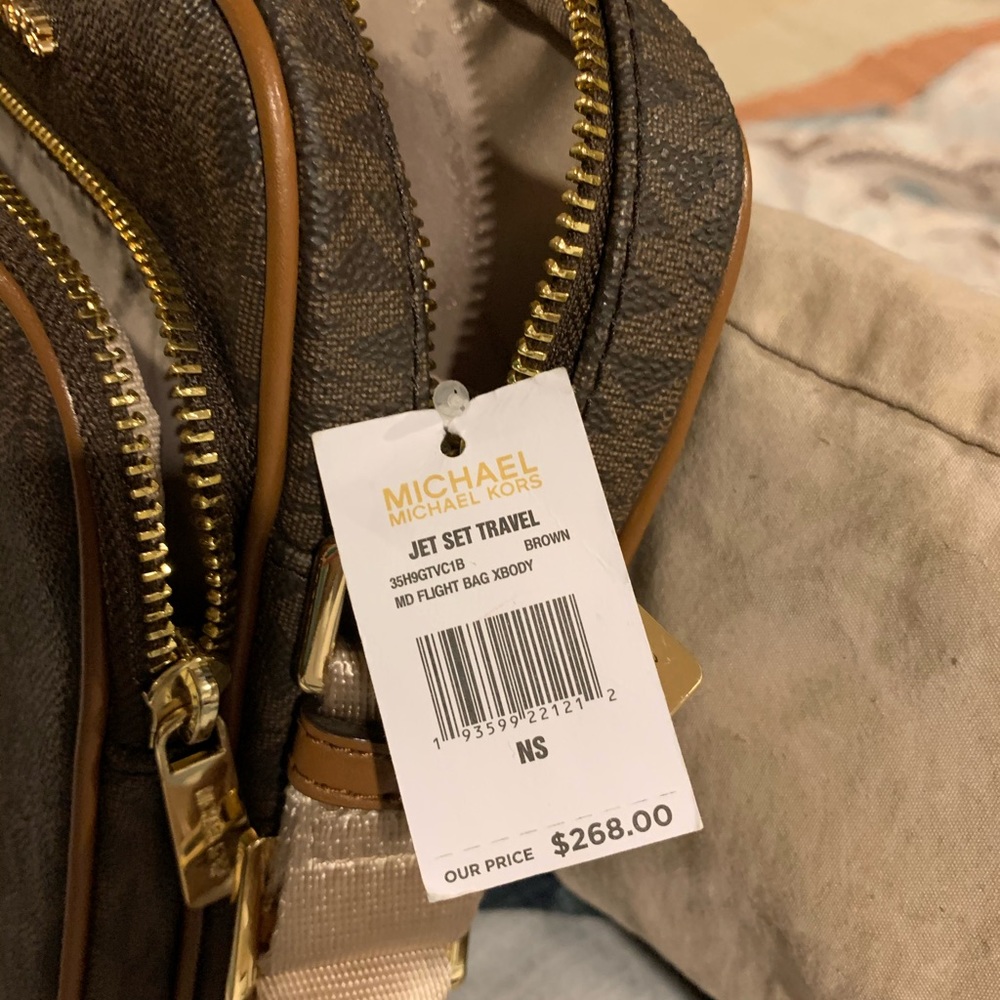 MICHAEL
MICHAEL KORS
JET SET TRAVEL
35H9GTVC1B BROWN
MD FLIGHT BAG XBODY
1 93599 22121 2
NS
OUR PRICE $268.00